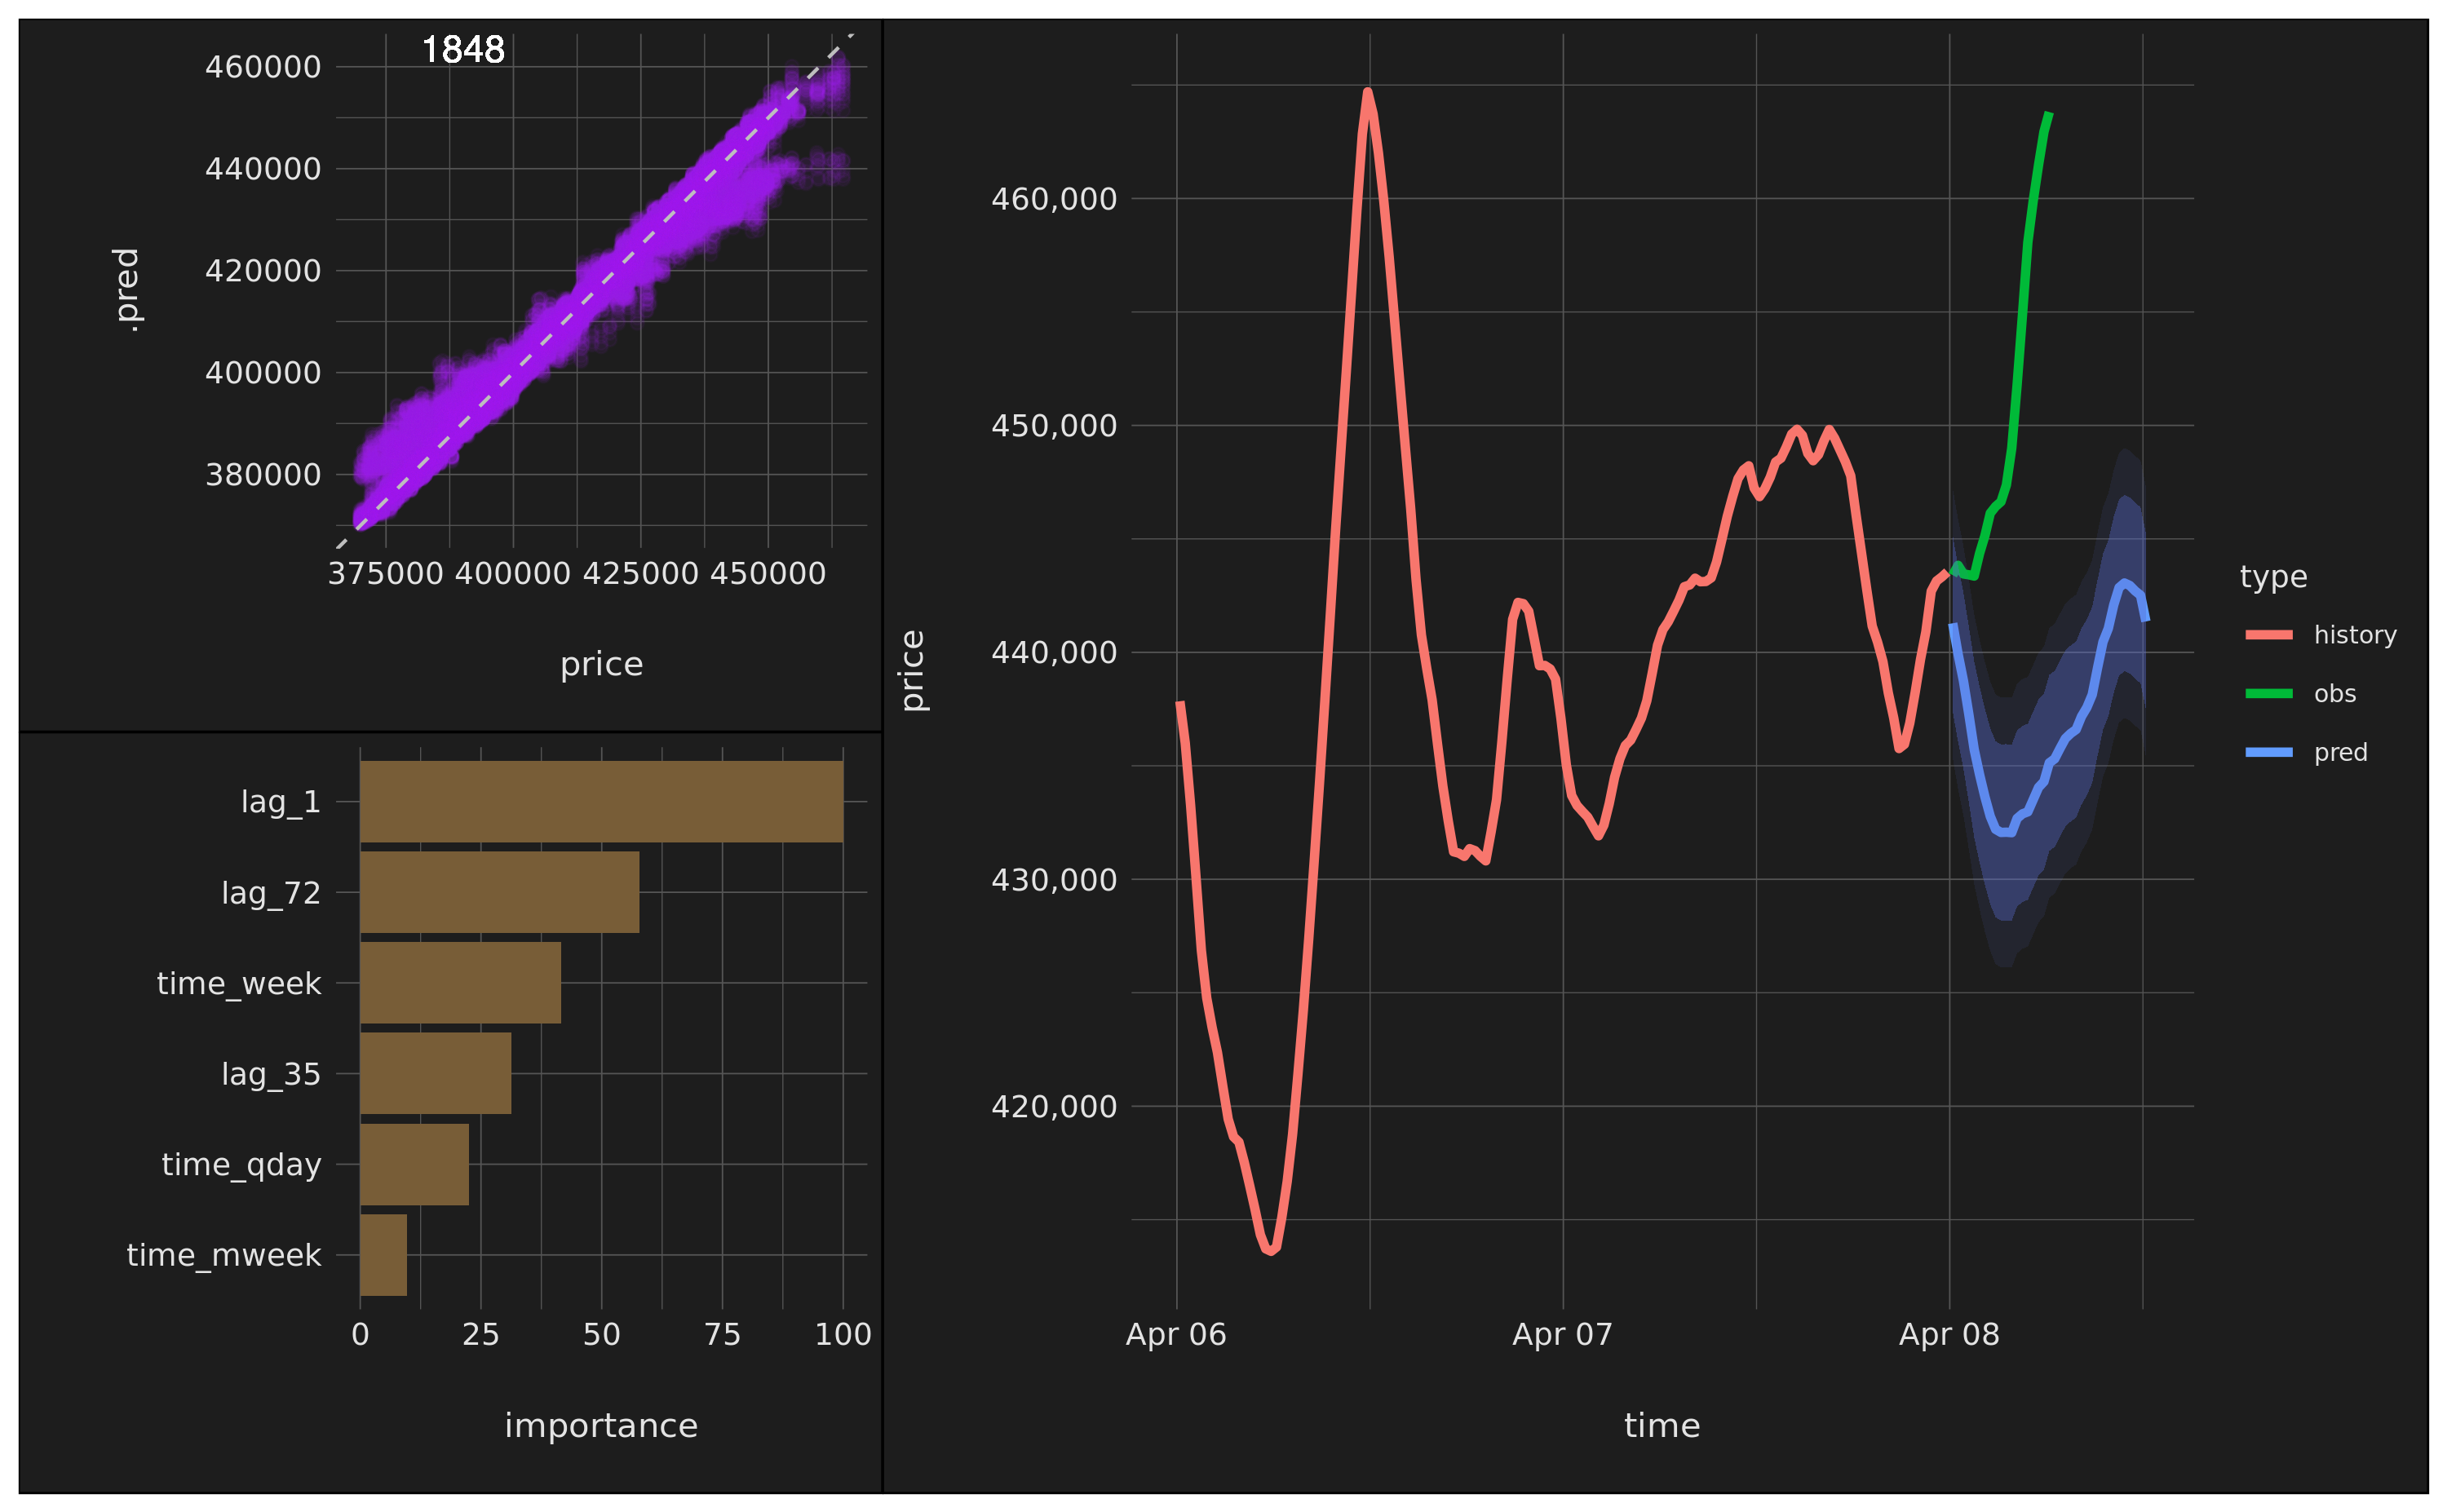 1848
460000
440000
420000
400000
380000
.pred
375000 400000 425000 450000
price
lag_1
lag_72
time_week
lag_35
time_qday
time_mweek
0 25 50 75 100
importance
460,000
450,000
440,000
430,000
420,000
price
Apr 06 Apr 07 Apr 08
time
type
history
obs
pred